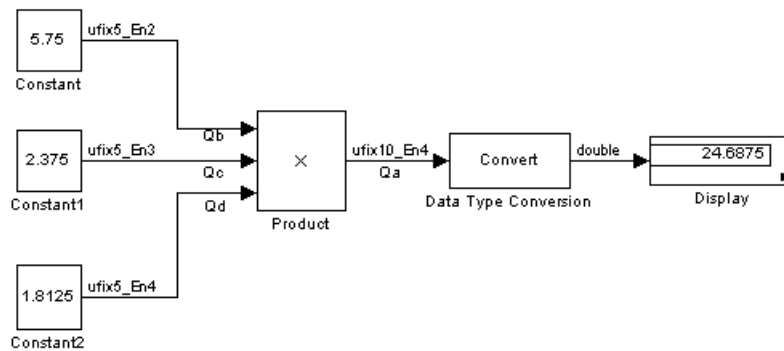 5.75
ufix5_En2
Constant
Qb
2.375
ufix5_En3
Qc
Constant1
Qd
×
Product
ufix10_En4
Qa
Convert
Data Type Conversion
double
24.6875
Display
1.8125
ufix5_En4
Constant2